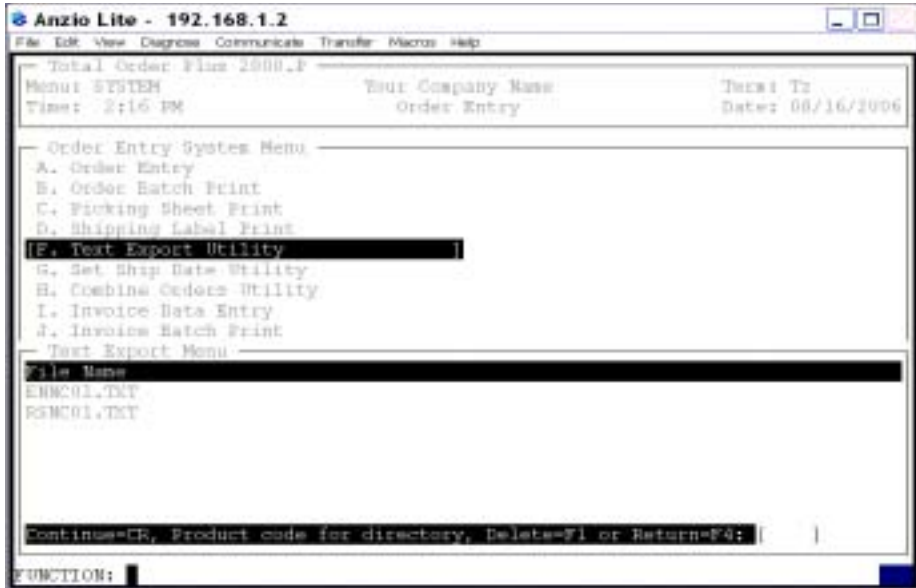 Anzio Lite - 192.168.1.2
File Edit View Diagnose Communicate Transfer Macros Help
Total Order Plus 2000.P
Menu: SYSTEM Your Company Name Term: Tz
Time: 2:16 PM Order Entry Date: 08/16/2006
Order Entry System Menu
A. Order Entry
B. Order Batch Print
C. Picking Sheet Print
D. Shipping Label Print
[F. Text Export Utility ]
G. Set Ship Date Utility
H. Combine Orders Utility
I. Invoice Data Entry
J. Invoice Batch Print
Text Export Menu
File Name
ENNC01.TXT
RSNC01.TXT
Continue=CR, Product code for directory, Delete=F1 or Return=F4: [ ]
FUNCTION: